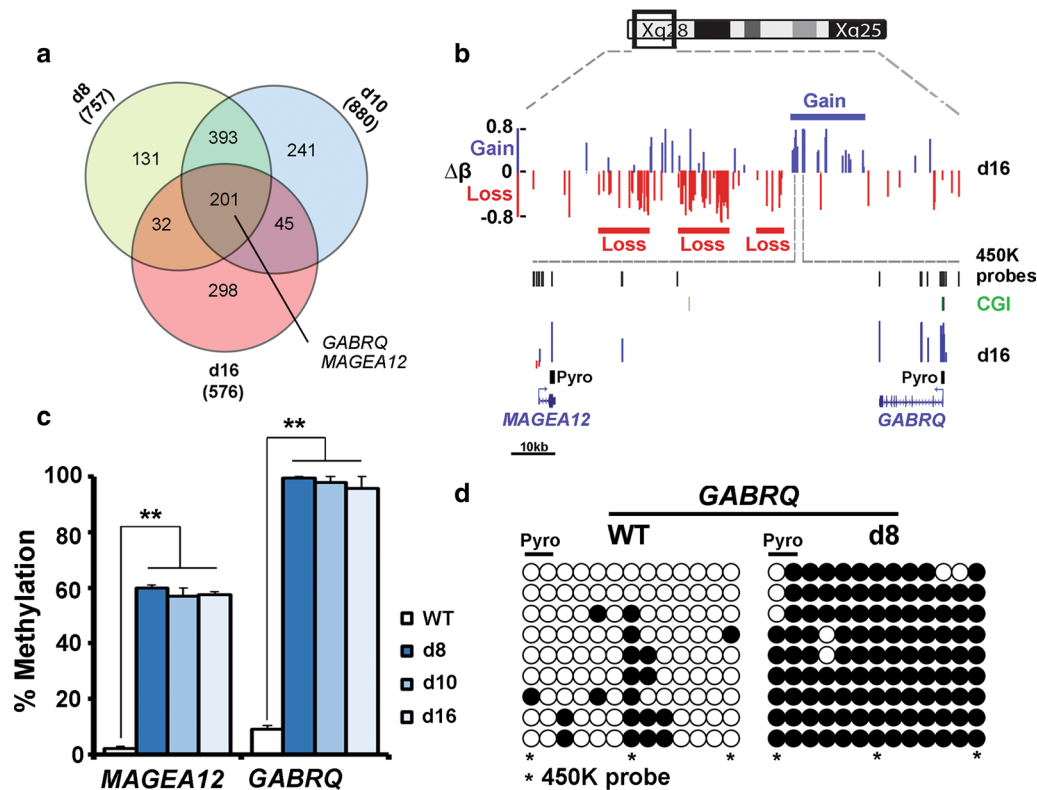 a
d8
(757)
d10
(880)
131
393
241
201
32
45
298
GABRQ
MAGEA12
d16
(576)
b
Xq28
Xq25
Gain
0.8
Gain
Δβ
0
Loss
-0.8
d16
Loss
Loss
Loss
450K
probes
CGI
d16
Pyro
Pyro
MAGEA12
GABRQ
10kb
c
**
**
100
80
60
40
20
0
% Methylation
MAGEA12
GABRQ
WT
d8
d10
d16
d
GABRQ
Pyro
WT
Pyro
d8
* * * * * *
* 450K probe